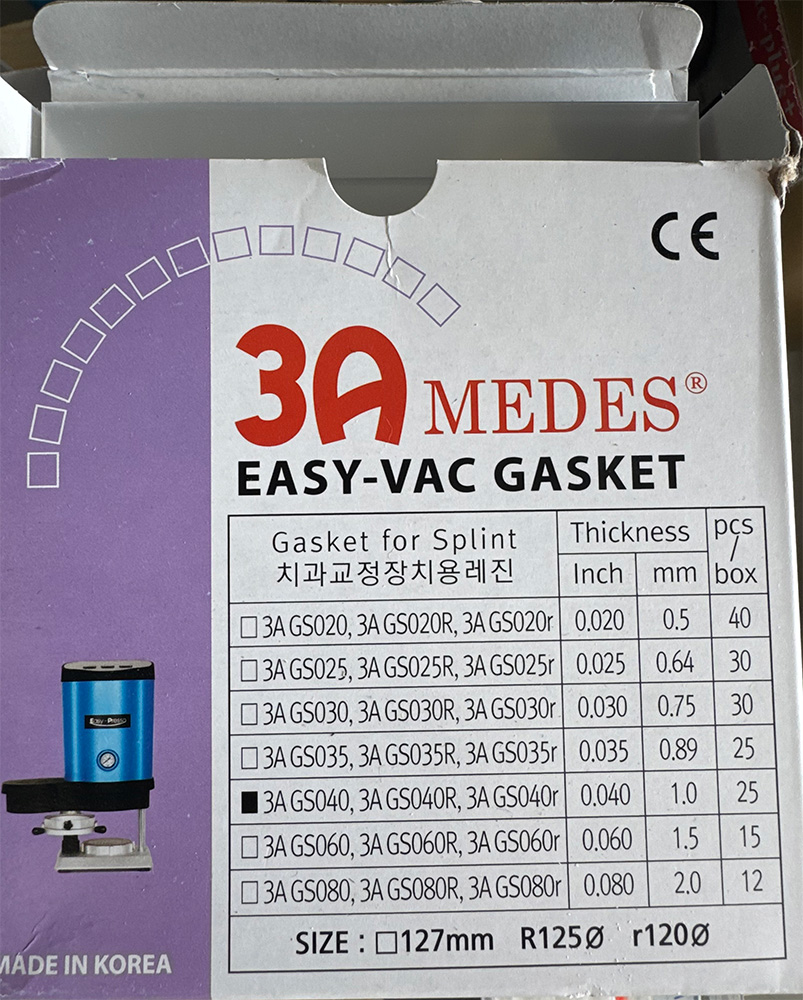 CE
3A MEDES®
EASY-VAC GASKET
Gasket for Splint
치과교정장치용레진
Thickness
Inch mm
pcs
/
box
□ 3A GS020, 3A GS020R, 3A GS020r 0.020 0.5 40
□ 3A GS025, 3A GS025R, 3A GS025r 0.025 0.64 30
□ 3A GS030, 3A GS030R, 3A GS030r 0.030 0.75 30
□ 3A GS035, 3A GS035R, 3A GS035r 0.035 0.89 25
■ 3A GS040, 3A GS040R, 3A GS040r 0.040 1.0 25
□ 3A GS060, 3A GS060R, 3A GS060r 0.060 1.5 15
□ 3A GS080, 3A GS080R, 3A GS080r 0.080 2.0 12
SIZE : □127mm R125Ø r120Ø
Easy-Press
MADE IN KOREA